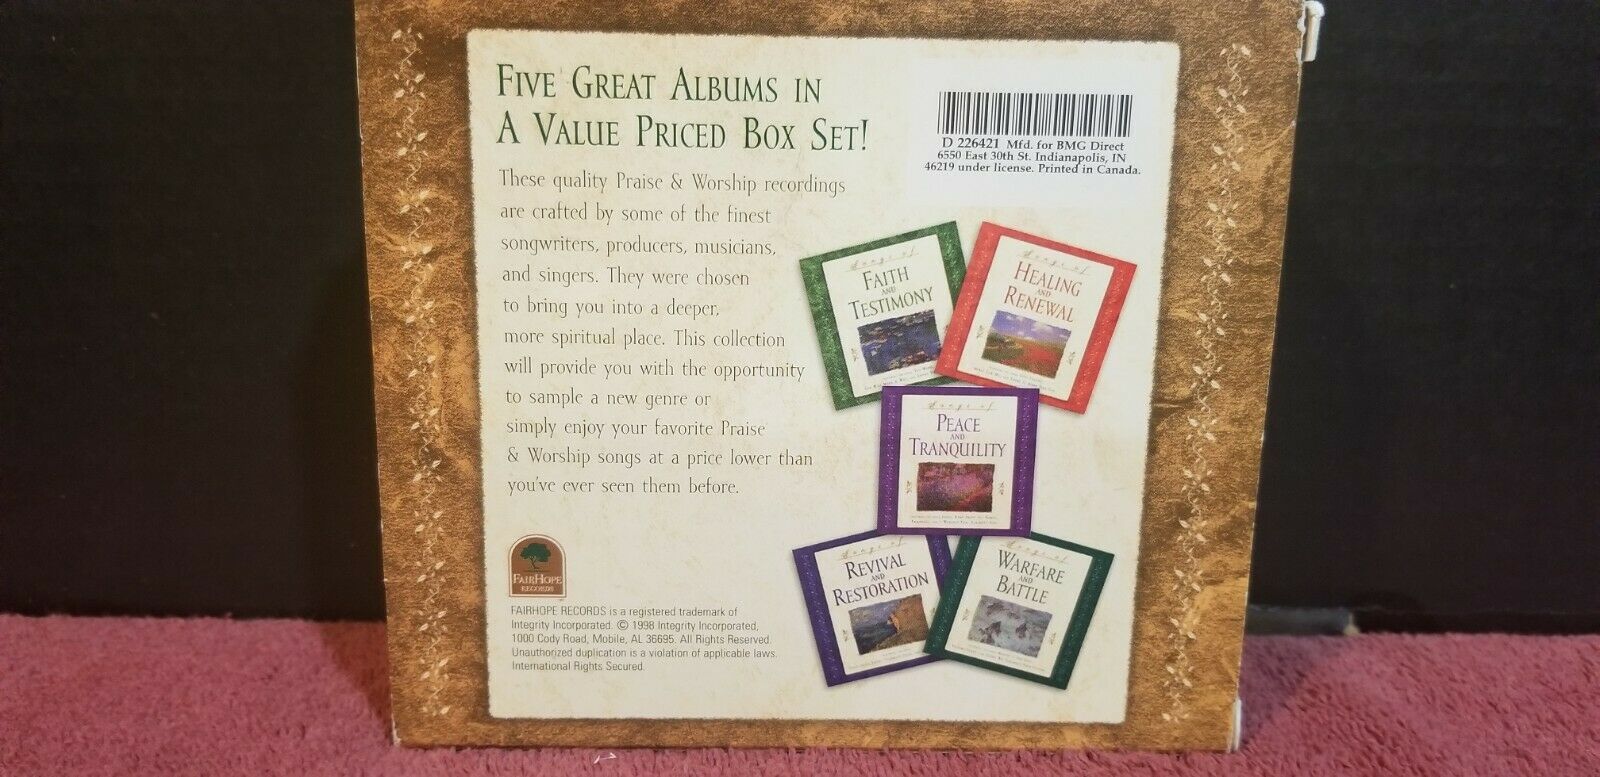 FIVE GREAT ALBUMS IN
A VALUE PRICED BOX SET!
These quality Praise & Worship recordings
are crafted by some of the finest
songwriters, producers, musicians,
and singers. They were chosen
to bring you into a deeper,
more spiritual place. This collection
will provide you with the opportunity
to sample a new genre or
simply enjoy your favorite Praise
& Worship songs at a price lower than
you've ever seen them before.
FAIRHOPE
RECORDS
FAIRHOPE RECORDS is a registered trademark of
Integrity Incorporated. © 1998 Integrity Incorporated,
1000 Cody Road, Mobile, AL 36695. All Rights Reserved.
Unauthorized duplication is a violation of applicable laws.
International Rights Secured.
D 226421 Mfd. for BMG Direct
6550 East 30th St. Indianapolis, IN
46219 under license. Printed in Canada.
Songs of
FAITH
AND
TESTIMONY
Songs of
HEALING
AND
RENEWAL
Songs of
PEACE
AND
TRANQUILITY
Songs of
REVIVAL
AND
RESTORATION
Songs of
WARFARE
AND
BATTLE